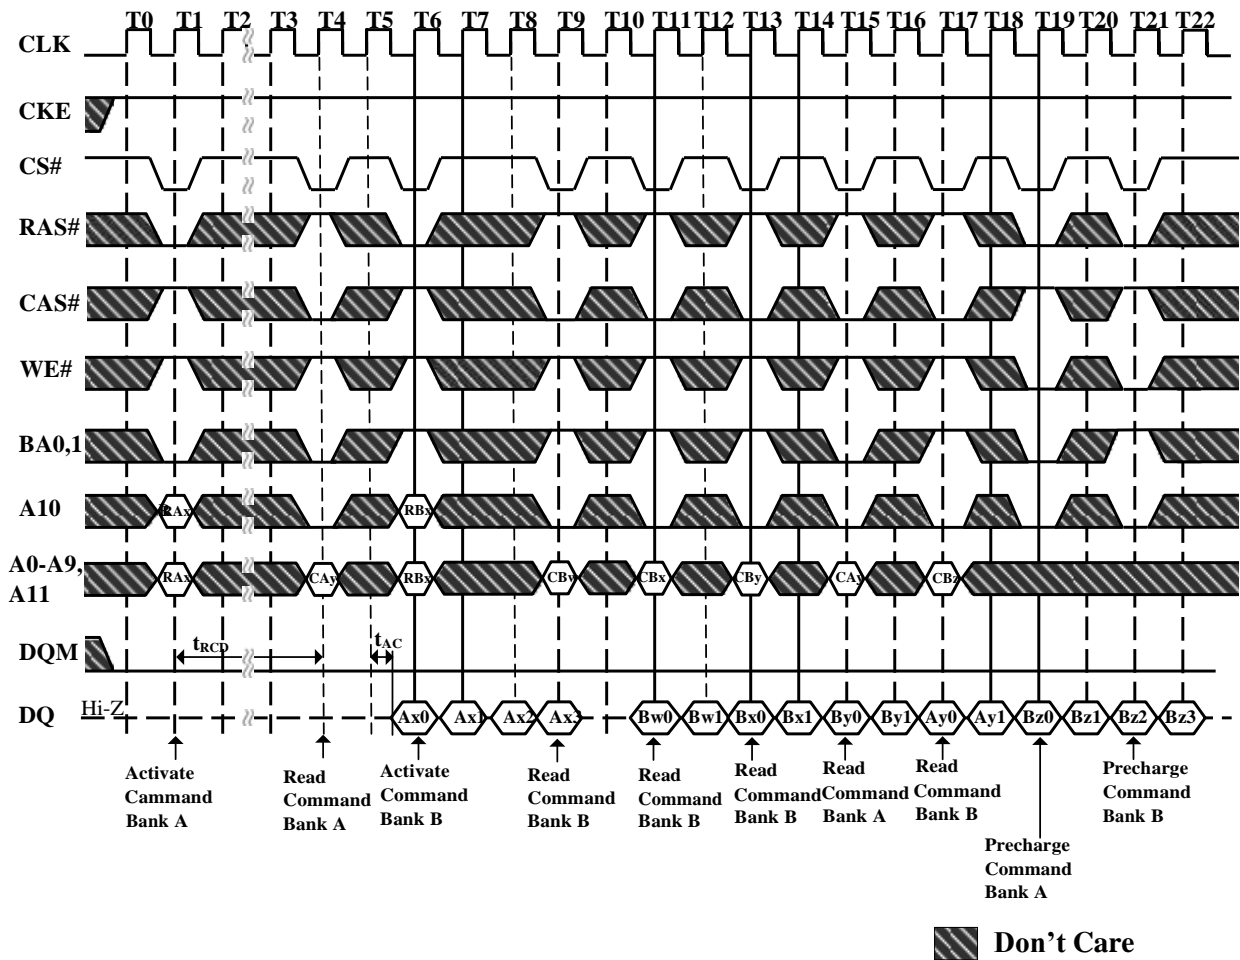 T0 T1 T2 T3 T4 T5 T6 T7 T8 T9 T10 T11 T12 T13 T14 T15 T16 T17 T18 T19 T20 T21 T22
CLK
CKE
CS#
RAS#
CAS#
WE#
BA0,1
A10 RAx RBx
A0-A9,
A11
RAx CAy RBx CBw CBx CBy CAy CBz
DQM
tRCD tAC
DQ Hi-Z Ax0 Ax1 Ax2 Ax3 Bw0 Bw1 Bx0 Bx1 By0 By1 Ay0 Ay1 Bz0 Bz1 Bz2 Bz3
Activate
Cammand
Bank A
Read
Command
Bank A
Activate
Command
Bank B
Read
Command
Bank B
Read
Command
Bank B
Read
Command
Bank B
Read
Command
Bank A
Read
Command
Bank B
Precharge
Command
Bank A
Precharge
Command
Bank B
Don't Care